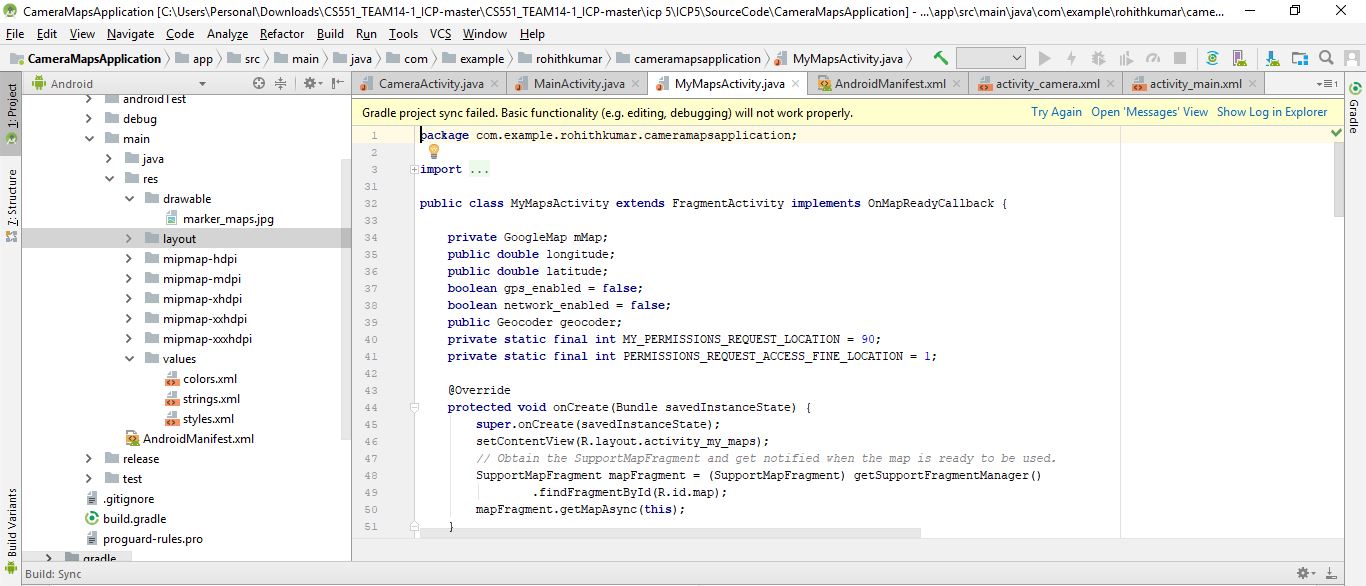 CameraMapsApplication [C:\Users\Personal\Downloads\CS551_TEAM14-1_ICP-master\CS551_TEAM14-1_ICP-master\icp 5\ICP5\SourceCode\CameraMapsApplication] - ...\app\src\main\java\com\example\rohithkumar\came...
File Edit View Navigate Code Analyze Refactor Build Run Tools VCS Window Help
CameraMapsApplication app src main java com example rohithkumar cameramapsapplication MyMapsActivity.java
1: Project
7: Structure
Build Variants
Android
androidTest
debug
main
java
res
drawable
marker_maps.jpg
layout
mipmap-hdpi
mipmap-mdpi
mipmap-xhdpi
mipmap-xxhdpi
mipmap-xxxhdpi
values
colors.xml
strings.xml
styles.xml
AndroidManifest.xml
release
test
.gitignore
build.gradle
proguard-rules.pro
gradle
CameraActivity.java MainActivity.java MyMapsActivity.java AndroidManifest.xml activity_camera.xml activity_main.xml
Gradle project sync failed. Basic functionality (e.g. editing, debugging) will not work properly. Try Again Open 'Messages' View Show Log in Explorer
1 package com.example.rohithkumar.cameramapsapplication;
2
3 import ...
31
32 public class MyMapsActivity extends FragmentActivity implements OnMapReadyCallback {
33
34 private GoogleMap mMap;
35 public double longitude;
36 public double latitude;
37 boolean gps_enabled = false;
38 boolean network_enabled = false;
39 public Geocoder geocoder;
40 private static final int MY_PERMISSIONS_REQUEST_LOCATION = 90;
41 private static final int PERMISSIONS_REQUEST_ACCESS_FINE_LOCATION = 1;
42
43 @Override
44 protected void onCreate(Bundle savedInstanceState) {
45 super.onCreate(savedInstanceState);
46 setContentView(R.layout.activity_my_maps);
47 // Obtain the SupportMapFragment and get notified when the map is ready to be used.
48 SupportMapFragment mapFragment = (SupportMapFragment) getSupportFragmentManager()
49 .findFragmentById(R.id.map);
50 mapFragment.getMapAsync(this);
51 }
Gradle
Build: Sync